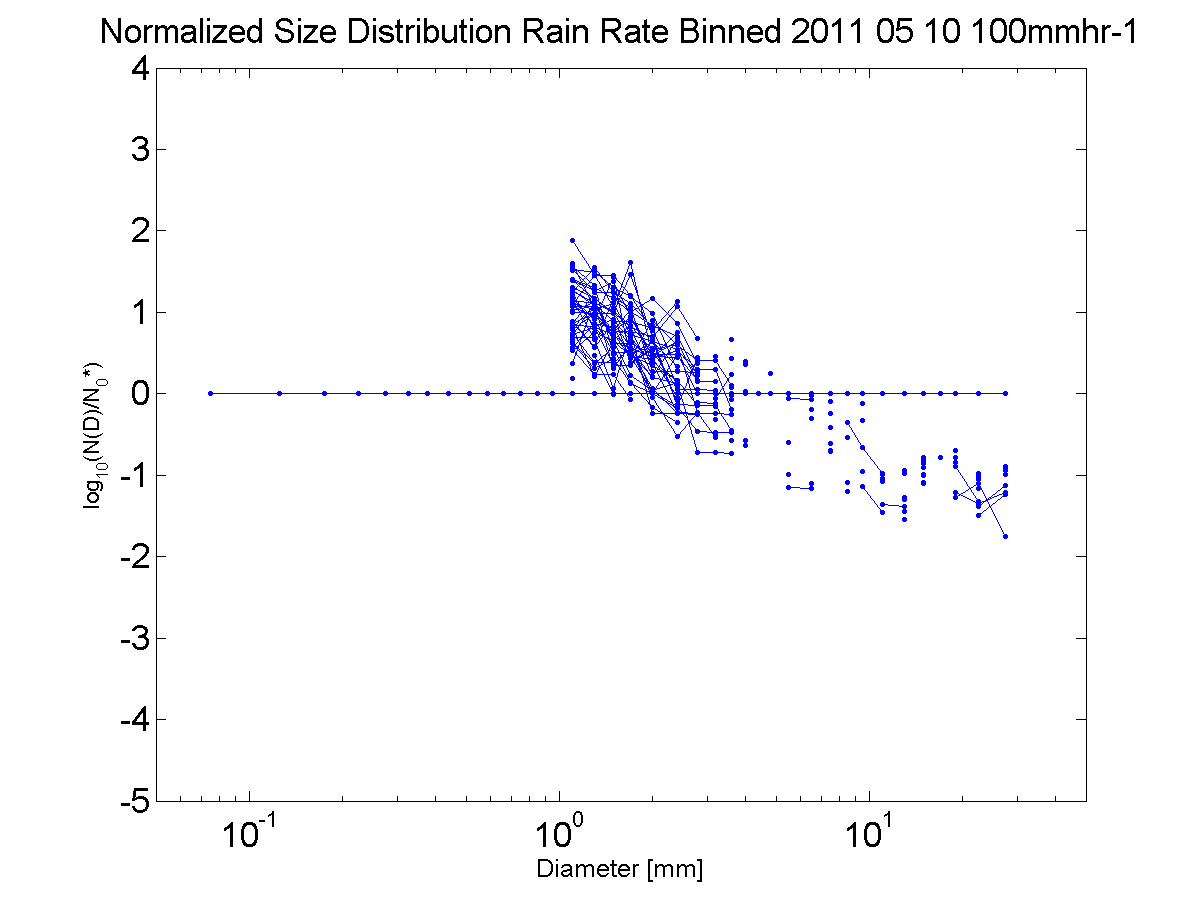 Normalized Size Distribution Rain Rate Binned 2011 05 10 100mmhr-1
4
3
2
1
0
-1
-2
-3
-4
-5
log10(N(D)/N0*)
10-1 100 101
Diameter [mm]